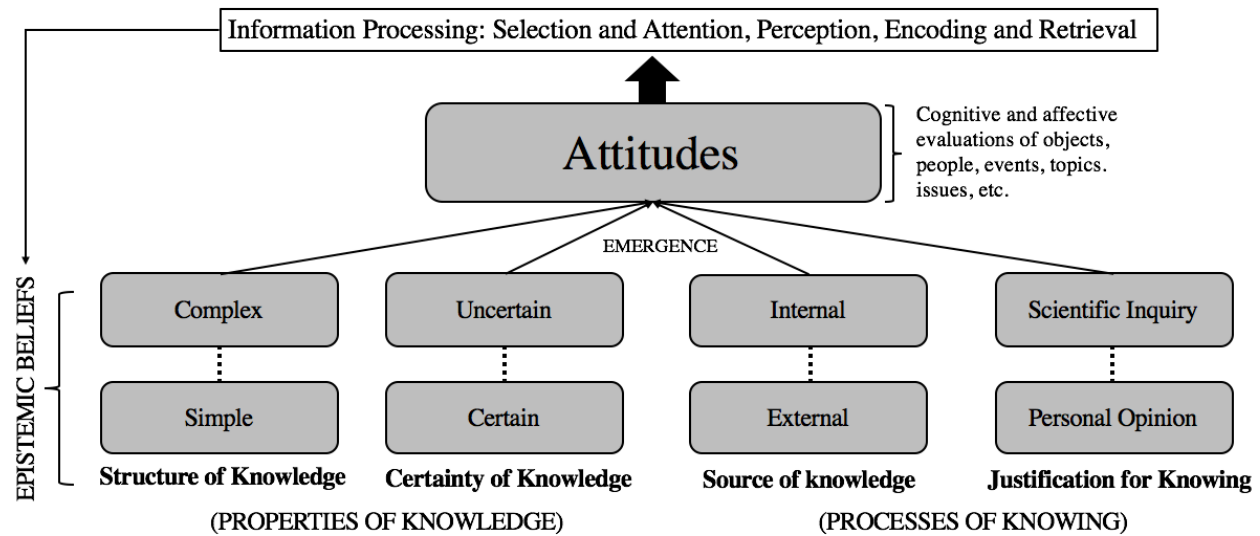 Information Processing: Selection and Attention, Perception, Encoding and Retrieval
Attitudes
Cognitive and affective
evaluations of objects,
people, events, topics.
issues, etc.
EMERGENCE
EPISTEMIC BELIEFS
Complex
Uncertain
Internal
Scientific Inquiry
Simple
Certain
External
Personal Opinion
Structure of Knowledge
Certainty of Knowledge
Source of knowledge
Justification for Knowing
(PROPERTIES OF KNOWLEDGE)
(PROCESSES OF KNOWING)